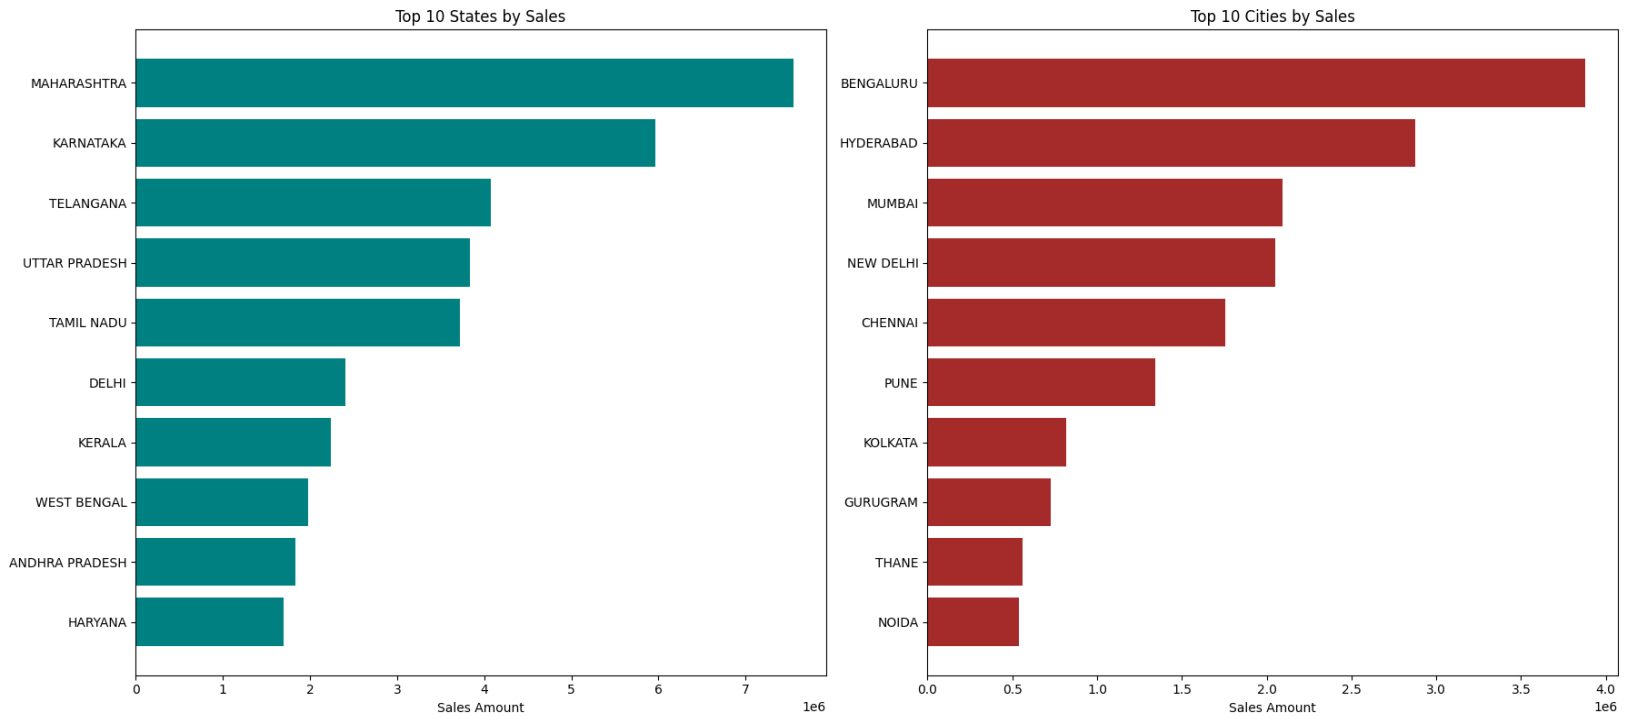 Top 10 States by Sales
MAHARASHTRA
KARNATAKA
TELANGANA
UTTAR PRADESH
TAMIL NADU
DELHI
KERALA
WEST BENGAL
ANDHRA PRADESH
HARYANA
0 1 2 3 4 5 6 7
1e6
Sales Amount
Top 10 Cities by Sales
BENGALURU
HYDERABAD
MUMBAI
NEW DELHI
CHENNAI
PUNE
KOLKATA
GURUGRAM
THANE
NOIDA
0.0 0.5 1.0 1.5 2.0 2.5 3.0 3.5 4.0
1e6
Sales Amount